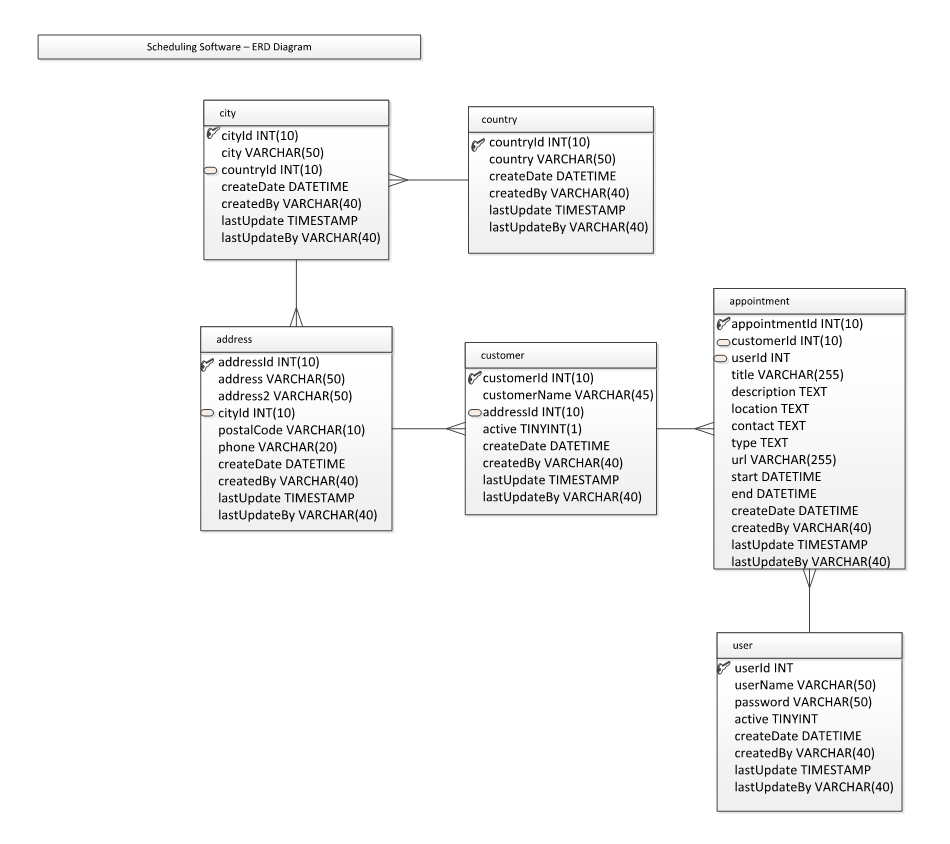 Scheduling Software – ERD Diagram
city
cityId INT(10)
city VARCHAR(50)
countryId INT(10)
createDate DATETIME
createdBy VARCHAR(40)
lastUpdate TIMESTAMP
lastUpdateBy VARCHAR(40)
country
countryId INT(10)
country VARCHAR(50)
createDate DATETIME
createdBy VARCHAR(40)
lastUpdate TIMESTAMP
lastUpdateBy VARCHAR(40)
address
addressId INT(10)
address VARCHAR(50)
address2 VARCHAR(50)
cityId INT(10)
postalCode VARCHAR(10)
phone VARCHAR(20)
createDate DATETIME
createdBy VARCHAR(40)
lastUpdate TIMESTAMP
lastUpdateBy VARCHAR(40)
customer
customerId INT(10)
customerName VARCHAR(45)
addressId INT(10)
active TINYINT(1)
createDate DATETIME
createdBy VARCHAR(40)
lastUpdate TIMESTAMP
lastUpdateBy VARCHAR(40)
appointment
appointmentId INT(10)
customerId INT(10)
userId INT
title VARCHAR(255)
description TEXT
location TEXT
contact TEXT
type TEXT
url VARCHAR(255)
start DATETIME
end DATETIME
createDate DATETIME
createdBy VARCHAR(40)
lastUpdate TIMESTAMP
lastUpdateBy VARCHAR(40)
user
userId INT
userName VARCHAR(50)
password VARCHAR(50)
active TINYINT
createDate DATETIME
createdBy VARCHAR(40)
lastUpdate TIMESTAMP
lastUpdateBy VARCHAR(40)